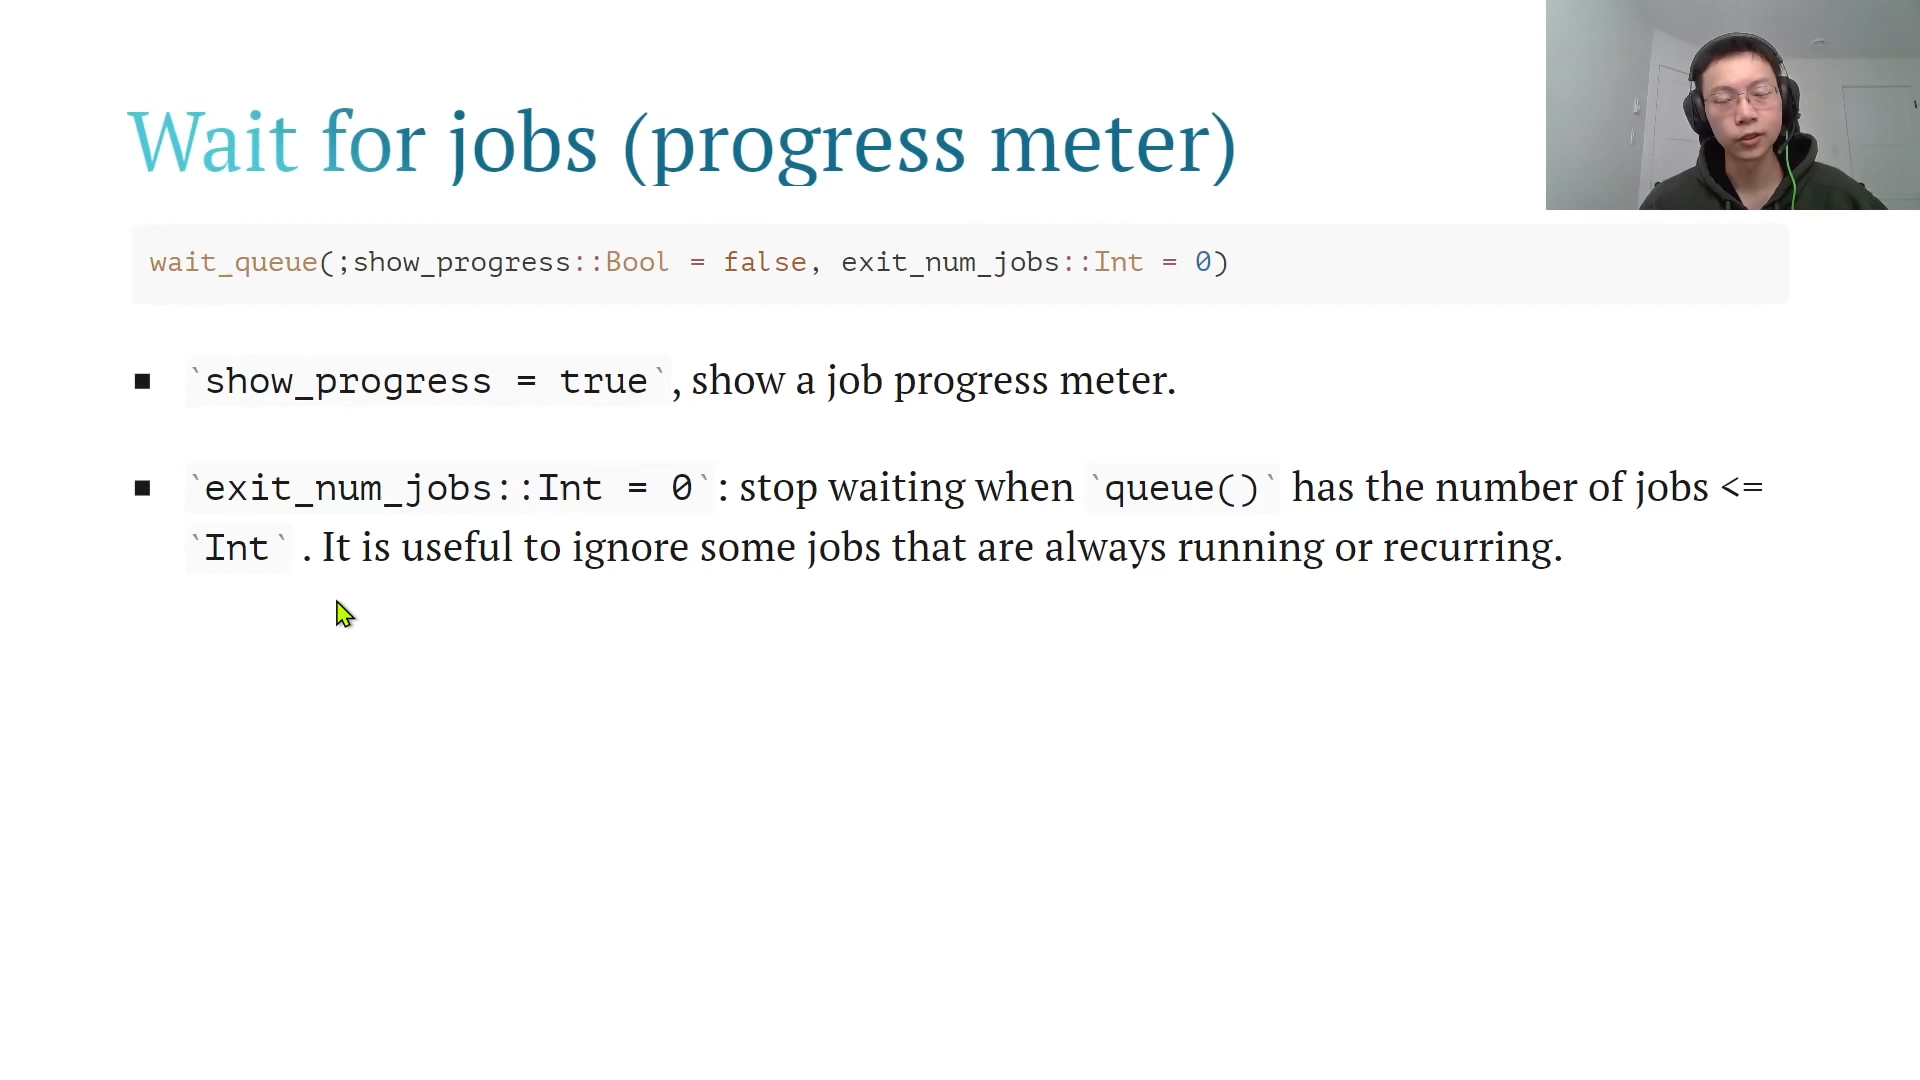 Wait for jobs (progress meter)
wait_queue(;show_progress::Bool = false, exit_num_jobs::Int = 0)
▪ `show_progress = true`, show a job progress meter.
▪ `exit_num_jobs::Int = 0`: stop waiting when `queue()` has the number of jobs <=
`Int` . It is useful to ignore some jobs that are always running or recurring.